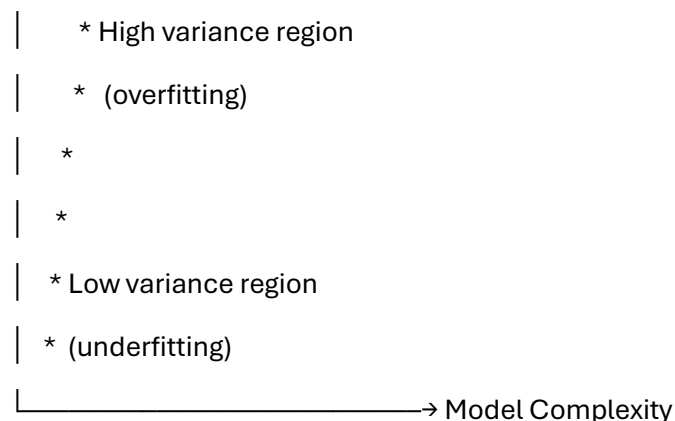 │ * High variance region
│ * (overfitting)
│ *
│ *
│ * Low variance region
│ * (underfitting)
└──────────────────────→ Model Complexity